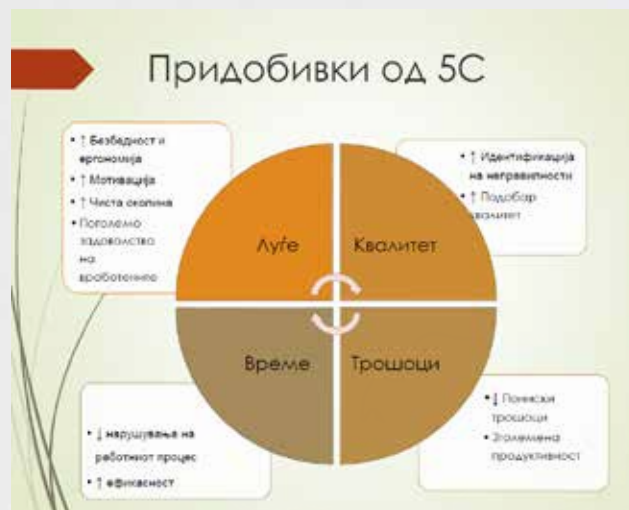 Придобивки од 5С
• ↑ Безбедност и
ергономија
• ↑ Мотивација
• ↑ Чиста околина
• Поголемо
задоволство
на
вработените
• ↑ Идентификација
на неправилности
• ↑ Подобар
квалитет
Луѓе
Квалитет
Време
Трошоци
• ↓ нарушувања на
работниот процес
• ↑ ефикасност
• ↓ Пониски
трошоци
• Зголемена
продуктивност